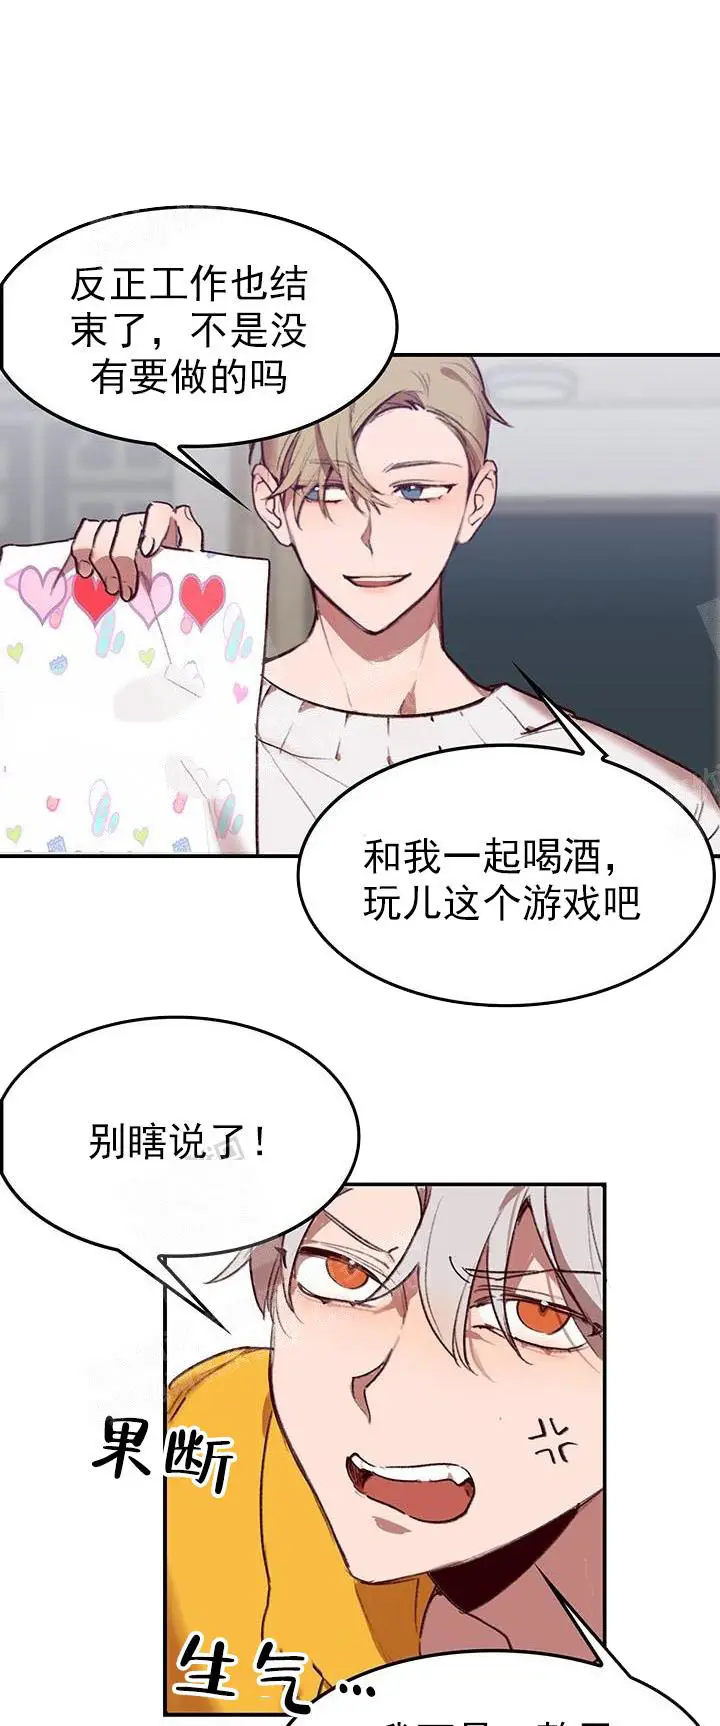 反正工作也结
束了，不是没
有要做的吗
和我一起喝酒，
玩儿这个游戏吧
别瞎说了！
果断
生气...